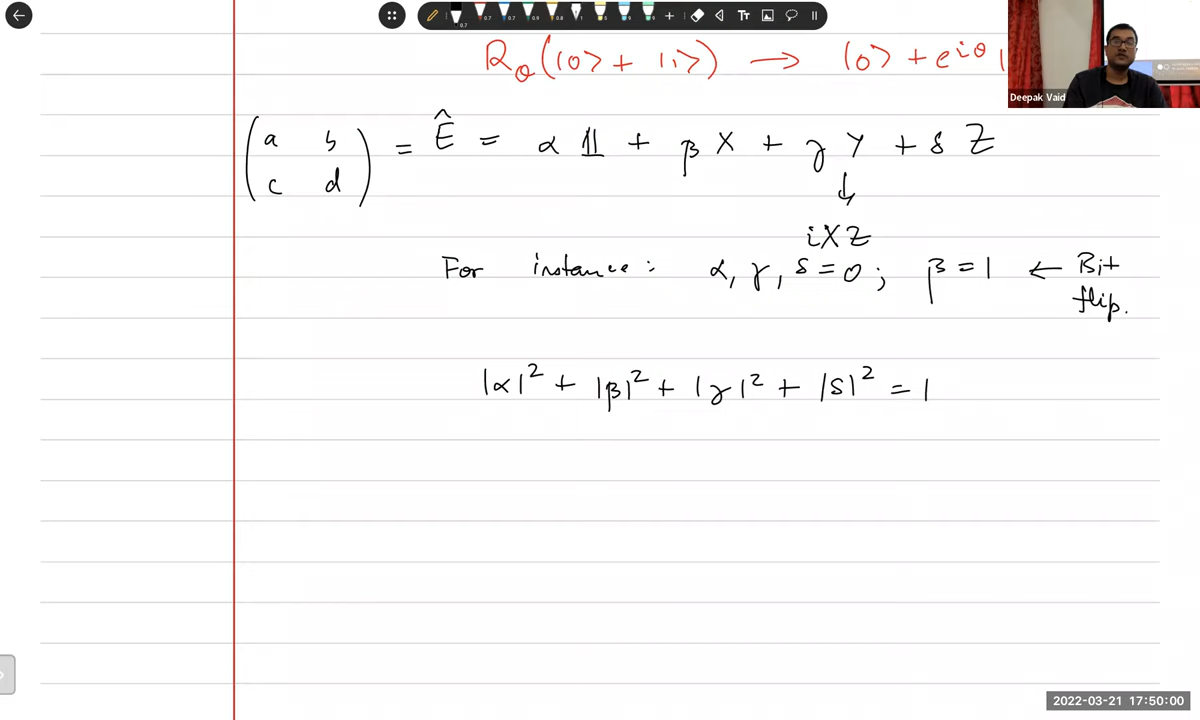 R_θ(|0> + |1>) → |0> + e^{iθ}|
Deepak Vaid
(a b
c d) = Ê = α 𝟙 + β X + γ Y + δ Z
↓
iXZ
For instance: α, γ, δ = 0; β = 1 ← Bit
flip.
|α|² + |β|² + |γ|² + |δ|² = 1
2022-03-21 17:50:00